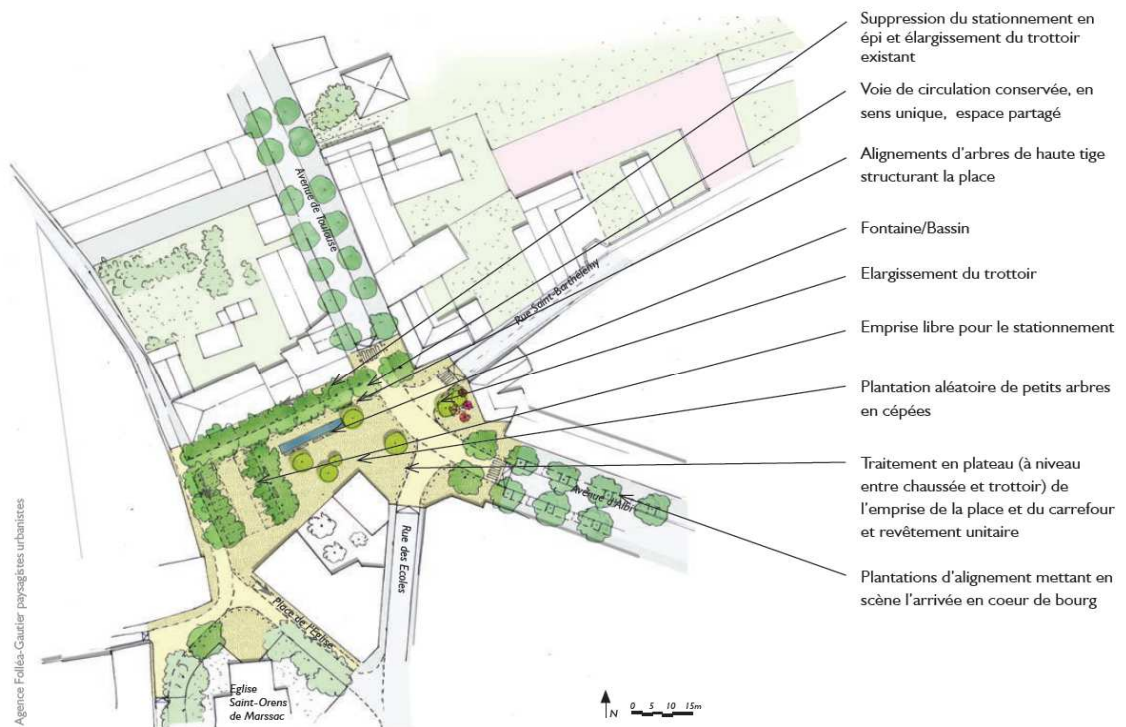 Suppression du stationnement en
épi et élargissement du trottoir
existant
Voie de circulation conservée, en
sens unique, espace partagé
Alignements d'arbres de haute tige
structurant la place
Fontaine/Bassin
Elargissement du trottoir
Emprise libre pour le stationnement
Plantation aléatoire de petits arbres
en cépées
Traitement en plateau (à niveau
entre chaussée et trottoir) de
l'emprise de la place et du carrefour
et revêtement unitaire
Plantations d'alignement mettant en
scène l'arrivée en coeur de bourg
Avenue de Toulouse
Rue Saint-Barthélémy
Avenue d'Albi
Rue des Ecoles
Place de l'Eglise
Eglise
Saint-Orens
de Marssac
N
0 5 10 15m
Agence Folléa-Gautier paysagistes urbanistes